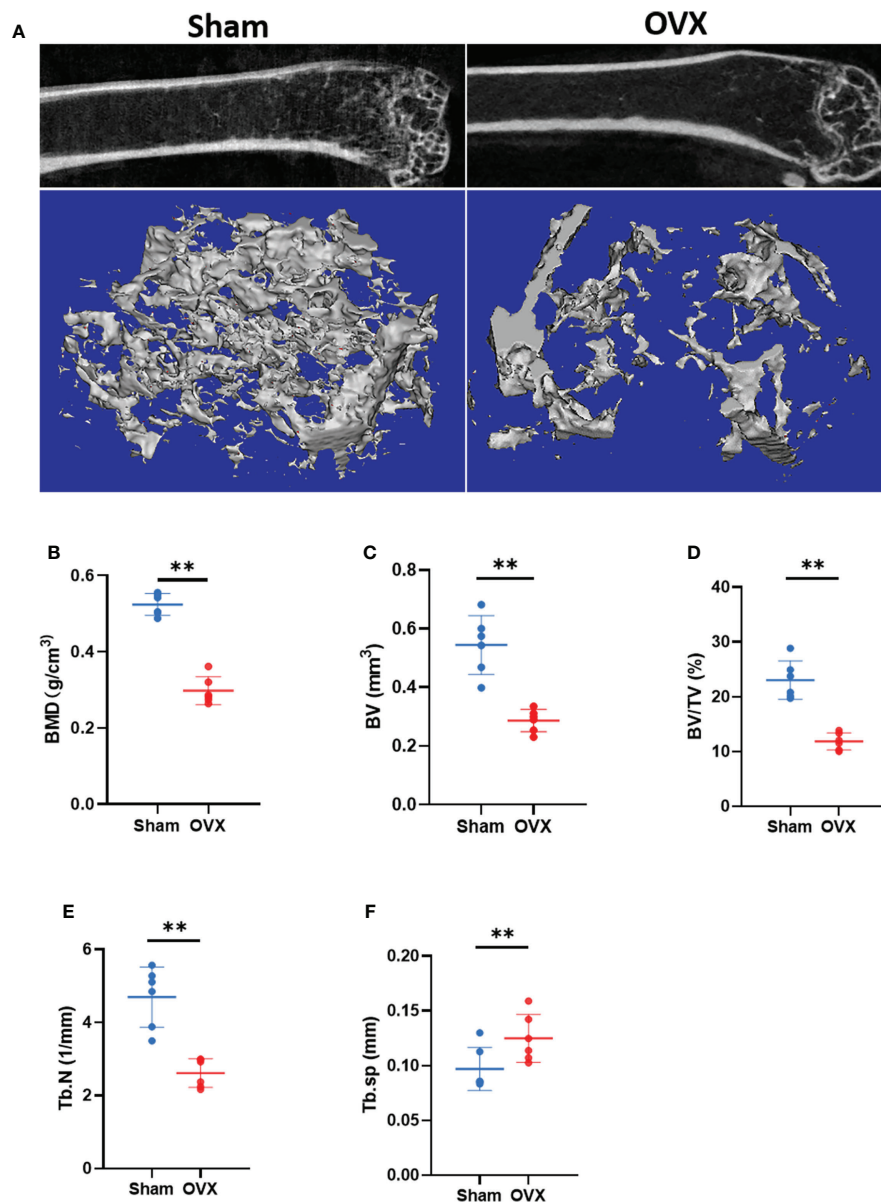 A
Sham
OVX
B
**
BMD (g/cm³)
0.6
0.4
0.2
0.0
Sham OVX
C
**
BV (mm³)
0.8
0.6
0.4
0.2
0.0
Sham OVX
D
**
BV/TV (%)
40
30
20
10
0
Sham OVX
E
**
Tb.N (1/mm)
6
4
2
0
Sham OVX
F
**
Tb.sp (mm)
0.20
0.15
0.10
0.05
0.00
Sham OVX